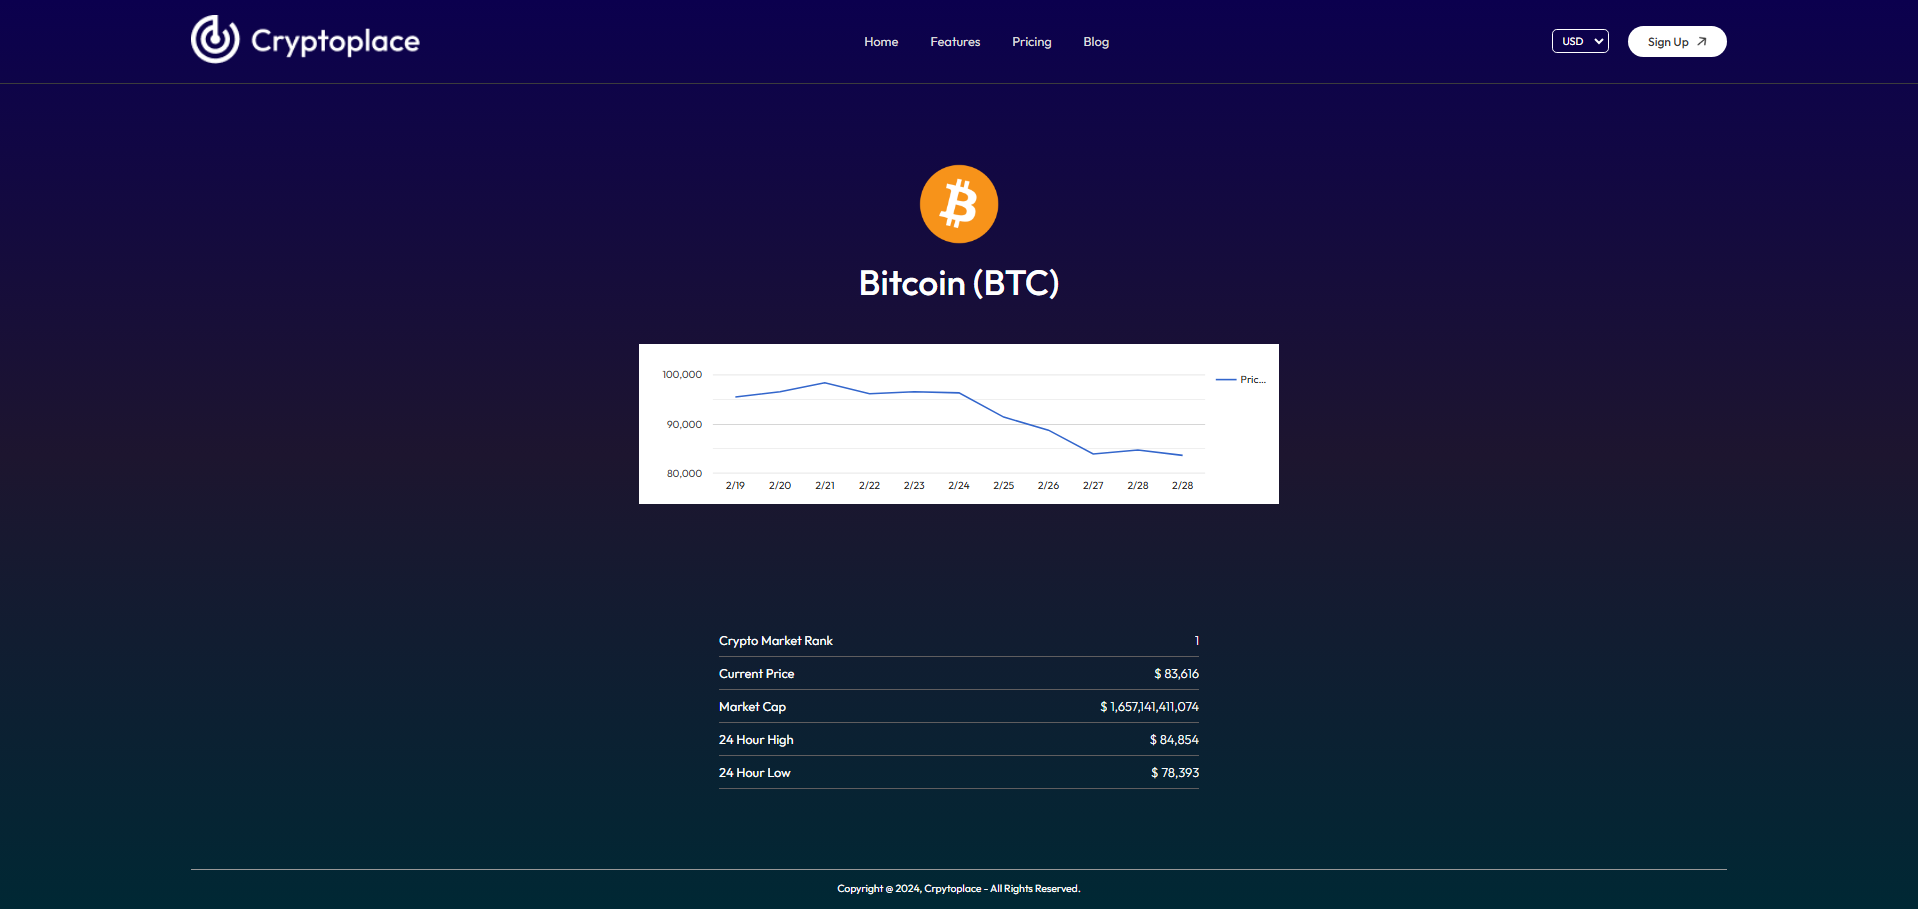 Cryptoplace
Home Features Pricing Blog
USD
Sign Up
Bitcoin (BTC)
100,000
90,000
80,000
Pric...
2/19 2/20 2/21 2/22 2/23 2/24 2/25 2/26 2/27 2/28 2/28
Crypto Market Rank 1
Current Price $ 83,616
Market Cap $ 1,657,141,411,074
24 Hour High $ 84,854
24 Hour Low $ 78,393
Copyright @ 2024, Crpytoplace - All Rights Reserved.